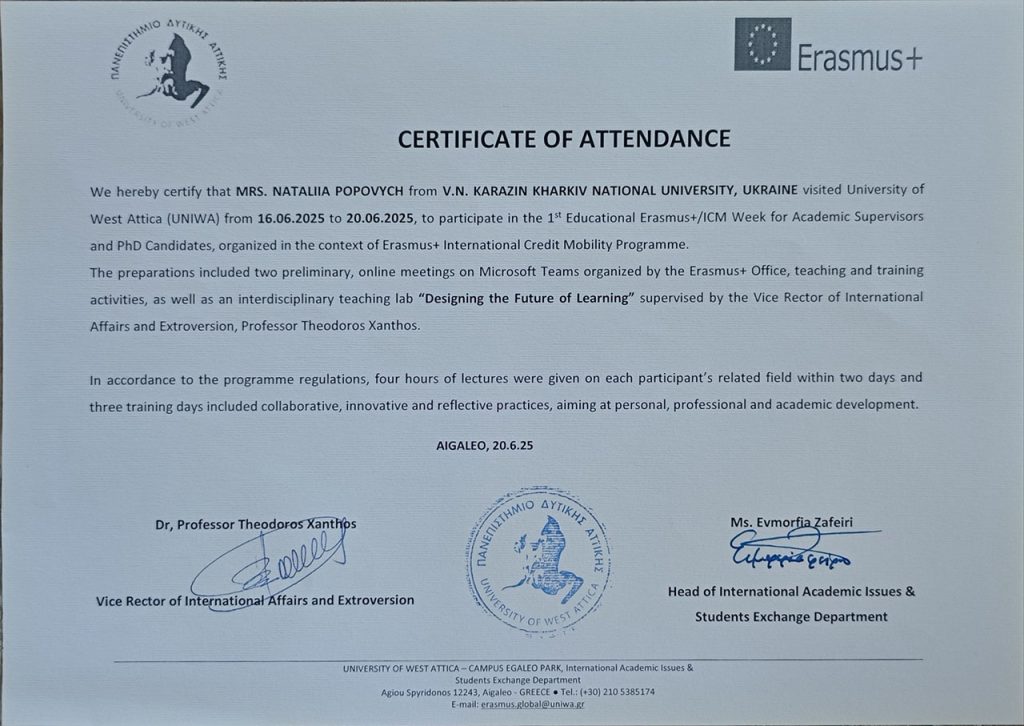 ΠΑΝΕΠΙΣΤΗΜΙΟ ΔΥΤΙΚΗΣ ΑΤΤΙΚΗΣ
UNIVERSITY OF WEST ATTICA
Erasmus+
CERTIFICATE OF ATTENDANCE
We hereby certify that MRS. NATALIIA POPOVYCH from V.N. KARAZIN KHARKIV NATIONAL UNIVERSITY, UKRAINE visited University of
West Attica (UNIWA) from 16.06.2025 to 20.06.2025, to participate in the 1st Educational Erasmus+/ICM Week for Academic Supervisors
and PhD Candidates, organized in the context of Erasmus+ International Credit Mobility Programme.
The preparations included two preliminary, online meetings on Microsoft Teams organized by the Erasmus+ Office, teaching and training
activities, as well as an interdisciplinary teaching lab “Designing the Future of Learning” supervised by the Vice Rector of International
Affairs and Extroversion, Professor Theodoros Xanthos.
In accordance to the programme regulations, four hours of lectures were given on each participant’s related field within two days and
three training days included collaborative, innovative and reflective practices, aiming at personal, professional and academic development.
AIGALEO, 20.6.25
Dr, Professor Theodoros Xanthos
Vice Rector of International Affairs and Extroversion
ΠΑΝΕΠΙΣΤΗΜΙΟ ΔΥΤΙΚΗΣ ΑΤΤΙΚΗΣ
UNIVERSITY OF WEST ATTICA
Ms. Evmorfia Zafeiri
Head of International Academic Issues &
Students Exchange Department
UNIVERSITY OF WEST ATTICA – CAMPUS EGALEO PARK, International Academic Issues &
Students Exchange Department
Agiou Spyridonos 12243, Aigaleo - GREECE ● Tel.: (+30) 210 5385174
E-mail: erasmus.global@uniwa.gr